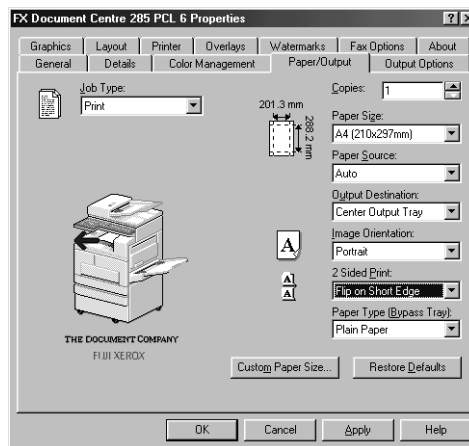 FX Document Centre 285 PCL 6 Properties
Graphics Layout Printer Overlays Watermarks Fax Options About
General Details Color Management Paper/Output Output Options
Job Type:
Print
201.3 mm
288.2 mm
Copies: 1
Paper Size:
A4 (210x297mm)
Paper Source:
Auto
Output Destination:
Center Output Tray
Image Orientation:
Portrait
A
2 Sided Print:
Flip on Short Edge
A
A
Paper Type (Bypass Tray):
Plain Paper
THE DOCUMENT COMPANY
FUJI XEROX
Custom Paper Size... Restore Defaults
OK Cancel Apply Help